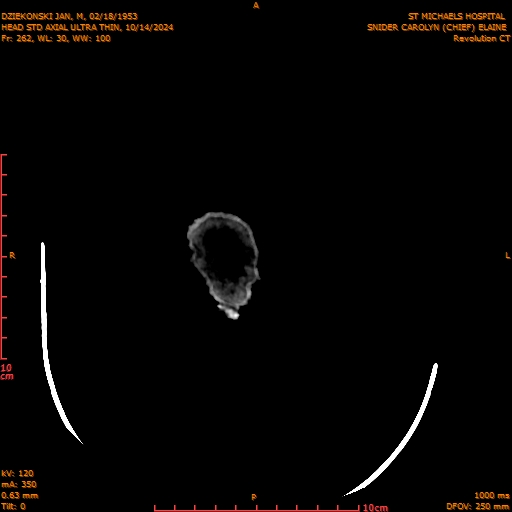 A
DZIEKONSKI JAN, M, 02/18/1953
HEAD STD AXIAL ULTRA THIN, 10/14/2024
Fr: 262, WL: 30, WW: 100
ST MICHAELS HOSPITAL
SNIDER CAROLYN (CHIEF) ELAINE
Revolution CT
R
L
10
cm
kV: 120
mA: 350
0.63 mm
Tilt: 0
P
10cm
1000 ms
DFOV: 250 mm